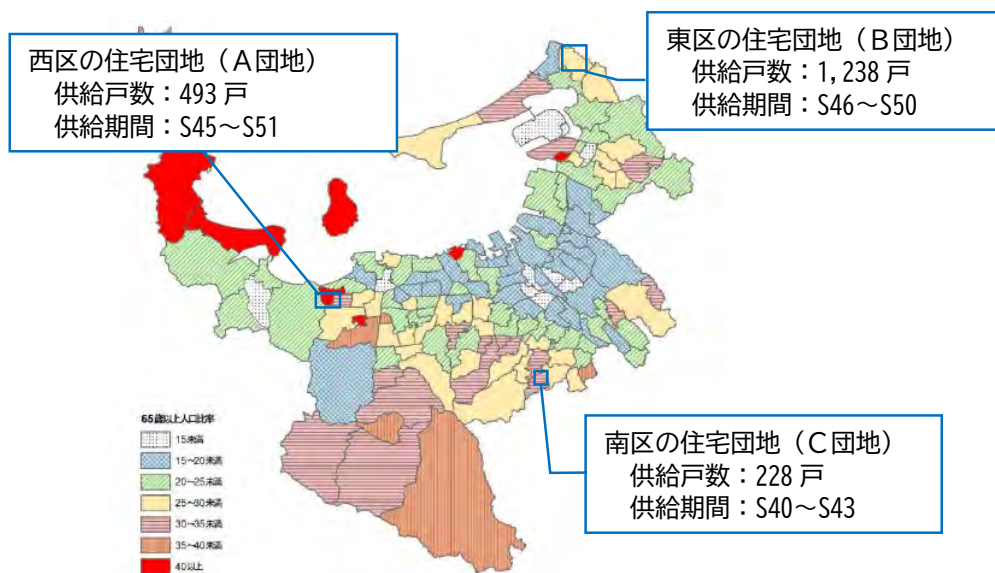 西区の住宅団地（A団地）
供給戸数：493 戸
供給期間：S45～S51
東区の住宅団地（B団地）
供給戸数：1,238 戸
供給期間：S46～S50
南区の住宅団地（C団地）
供給戸数：228 戸
供給期間：S40～S43
65歳以上人口比率
15未満
15～20未満
20～25未満
25～30未満
30～35未満
35～40未満
40以上